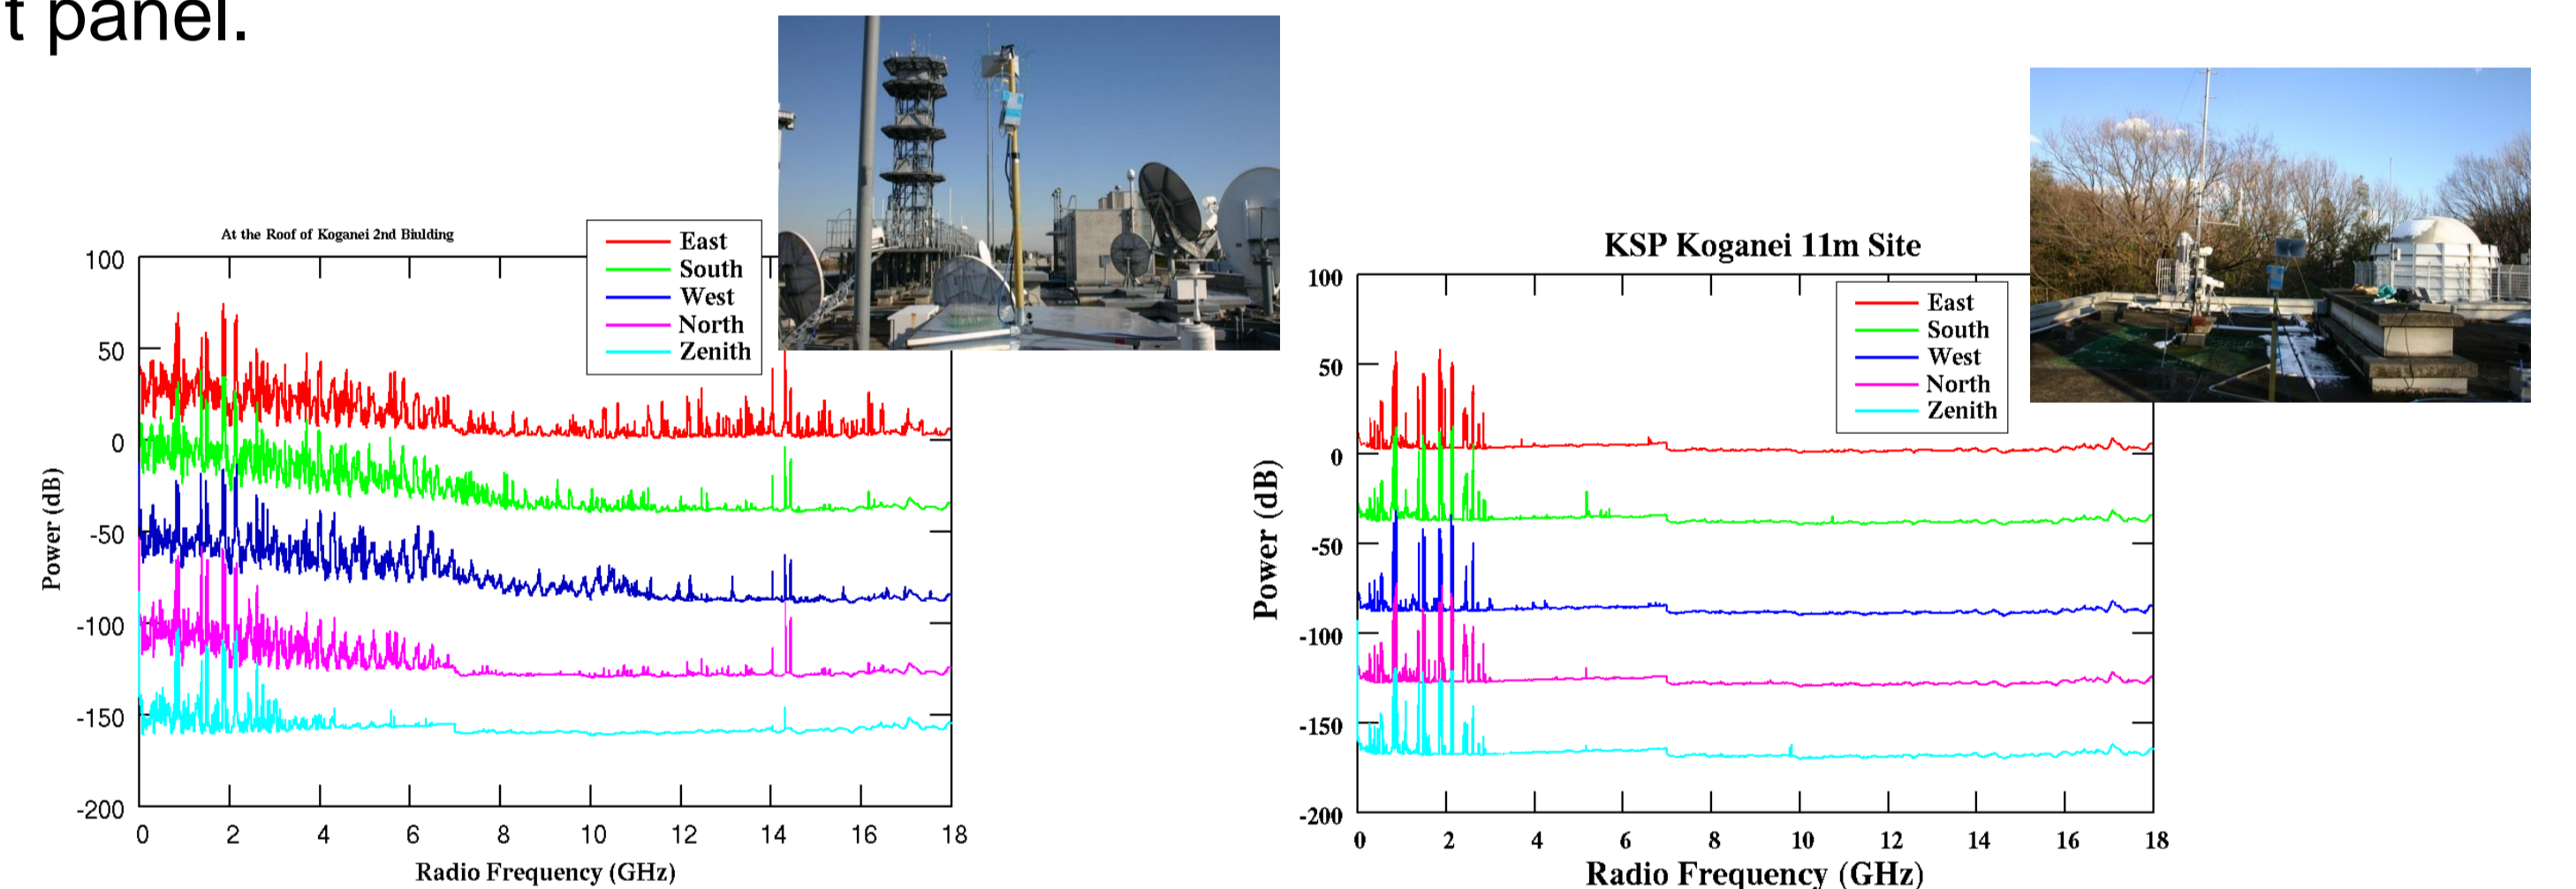 t panel.
At the Roof of Koganei 2nd Biulding
East
South
West
North
Zenith
100
50
0
-50
-100
-150
-200
Power (dB)
0 2 4 6 8 10 12 14 16 18
Radio Frequency (GHz)
KSP Koganei 11m Site
East
South
West
North
Zenith
100
50
0
-50
-100
-150
-200
Power (dB)
0 2 4 6 8 10 12 14 16 18
Radio Frequency (GHz)